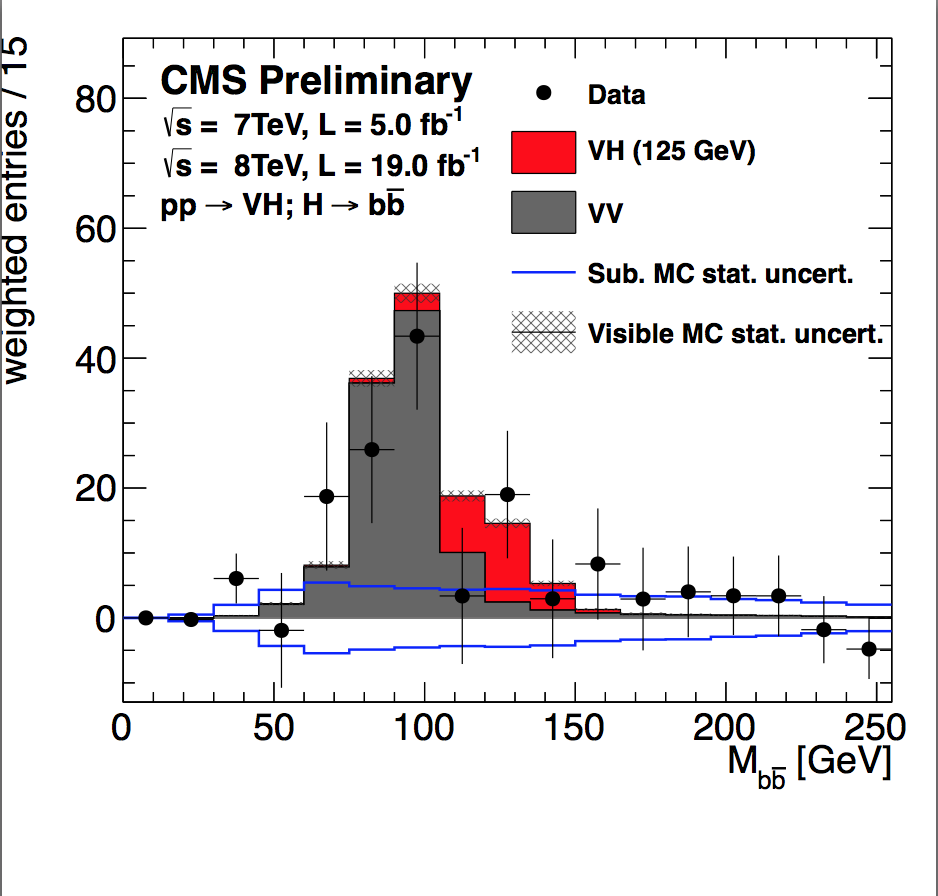 CMS Preliminary
√s = 7TeV, L = 5.0 fb⁻¹
√s = 8TeV, L = 19.0 fb⁻¹
pp → VH; H → bb̅
Data
VH (125 GeV)
VV
Sub. MC stat. uncert.
Visible MC stat. uncert.
weighted entries / 15
80
60
40
20
0
0 50 100 150 200 250
M_bb̅ [GeV]